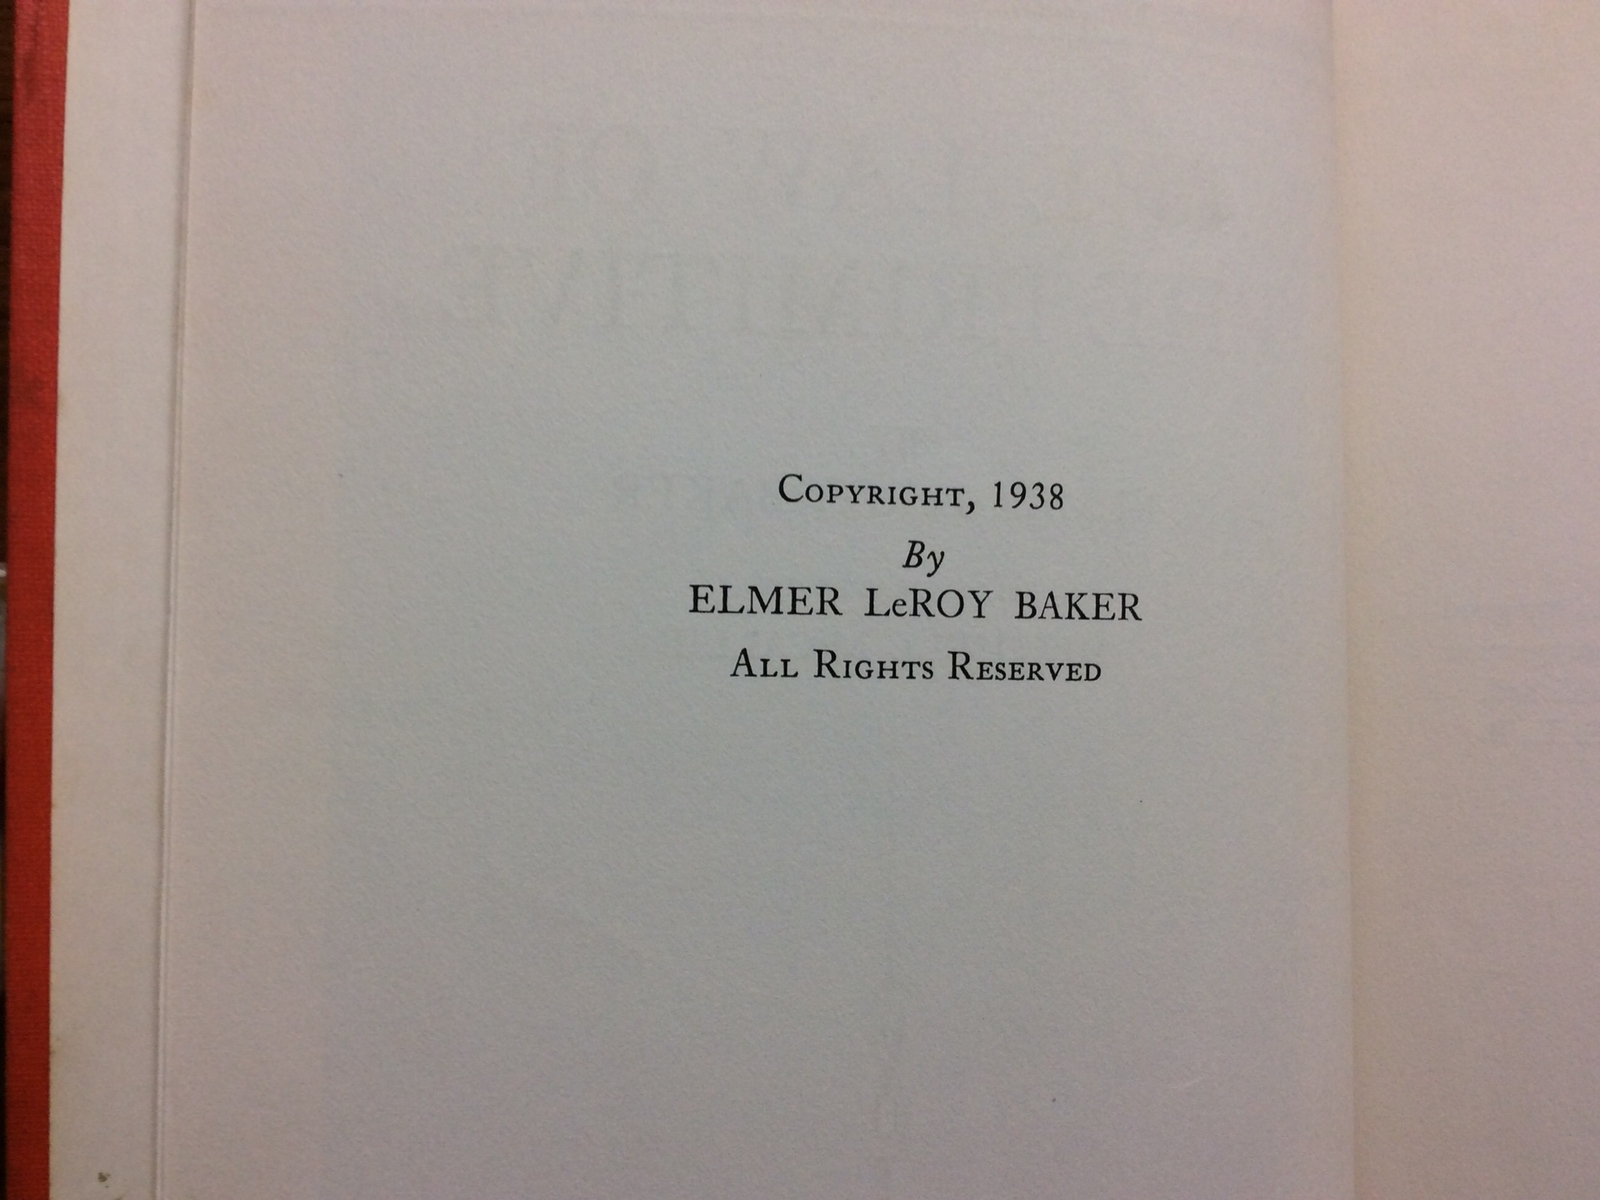 COPYRIGHT, 1938
By
ELMER LeROY BAKER
ALL RIGHTS RESERVED